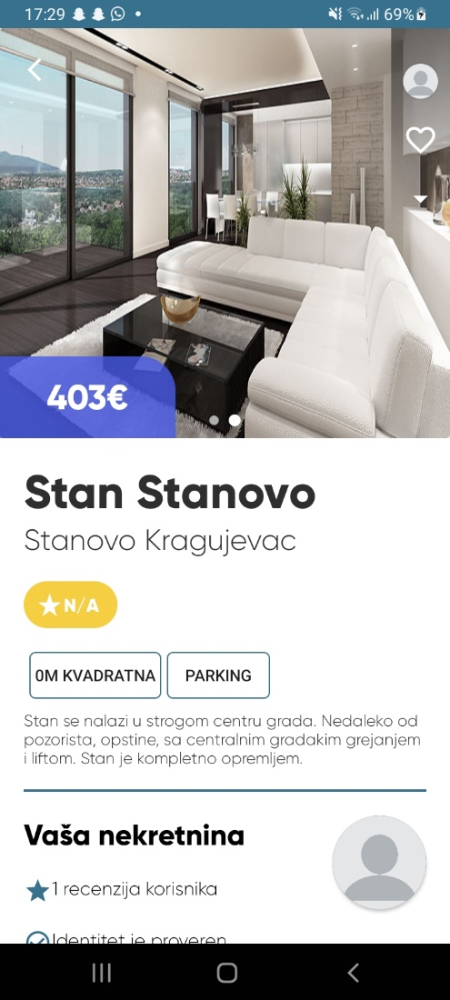 17:29
69%
403€
Stan Stanovo
Stanovo Kragujevac
N/A
0M KVADRATNA
PARKING
Stan se nalazi u strogom centru grada. Nedaleko od
pozorista, opstine, sa centralnim gradakim grejanjem
i liftom. Stan je kompletno opremljem.
Vaša nekretnina
1 recenzija korisnika
Identitet je proveren